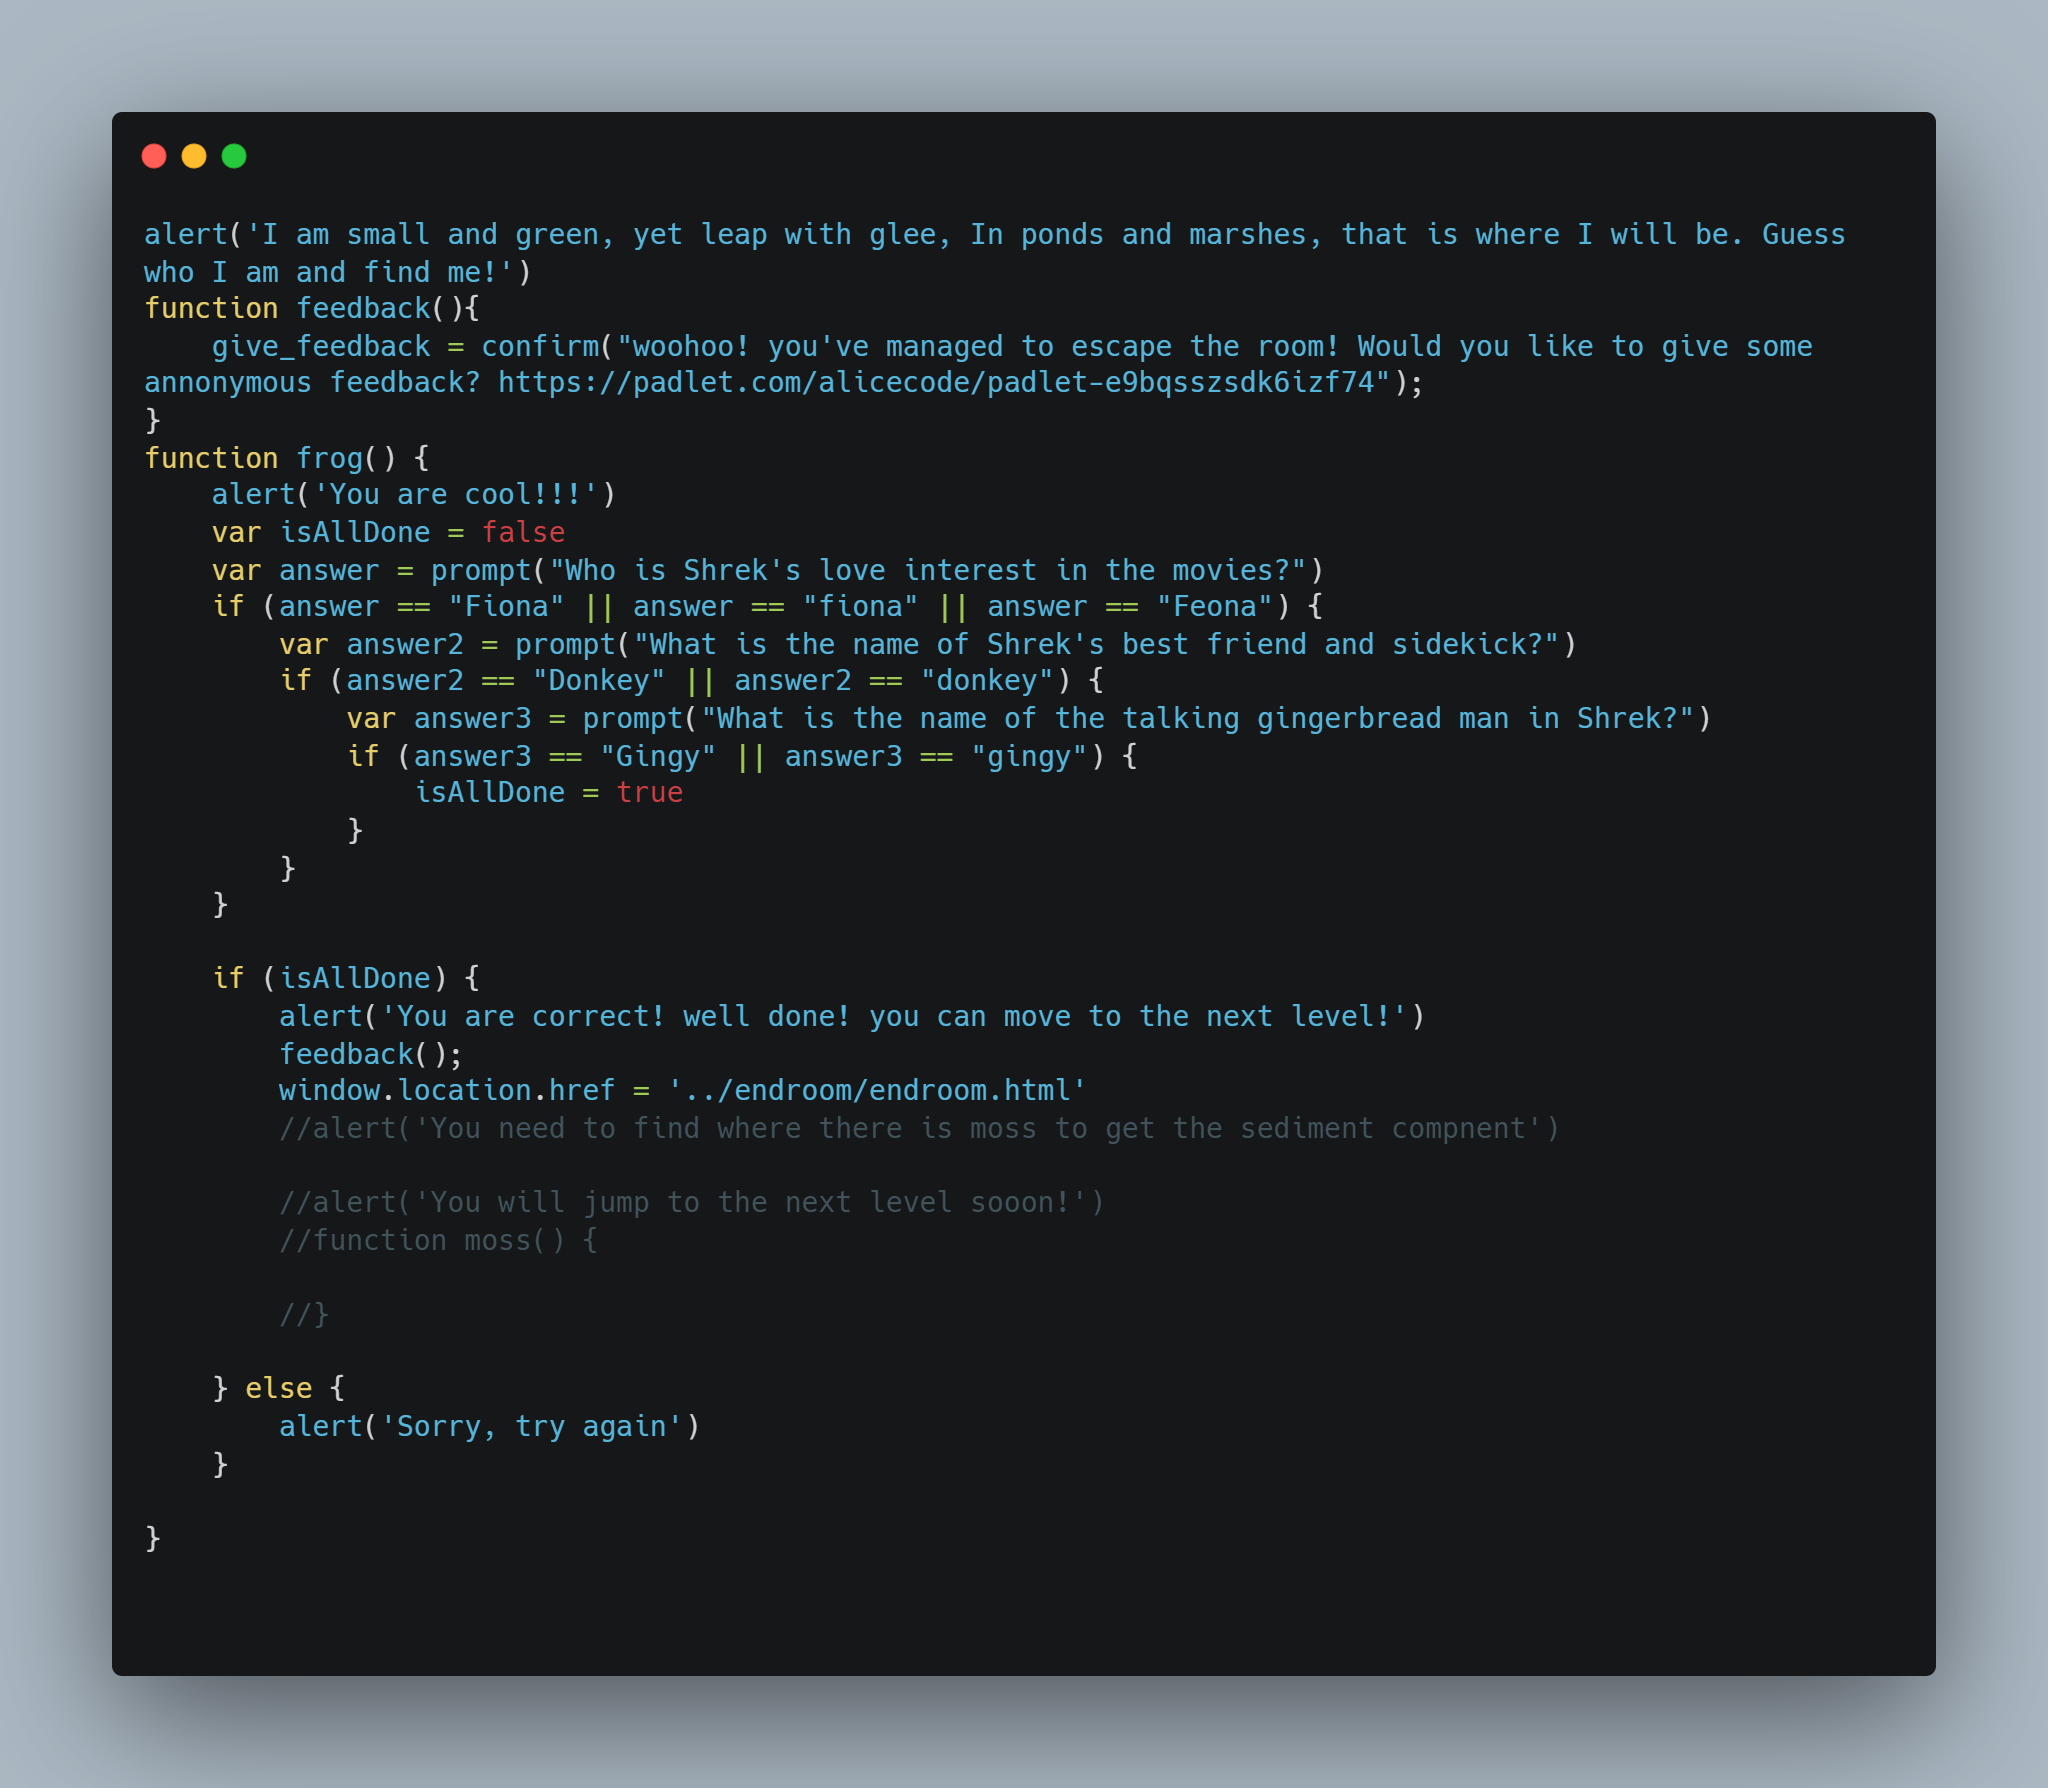 alert('I am small and green, yet leap with glee, In ponds and marshes, that is where I will be. Guess
who I am and find me!')
function feedback(){
    give_feedback = confirm("woohoo! you've managed to escape the room! Would you like to give some
annonymous feedback? https://padlet.com/alicecode/padlet-e9bqsszsdk6izf74");
}
function frog() {
    alert('You are cool!!!')
    var isAllDone = false
    var answer = prompt("Who is Shrek's love interest in the movies?")
    if (answer == "Fiona" || answer == "fiona" || answer == "Feona") {
        var answer2 = prompt("What is the name of Shrek's best friend and sidekick?")
        if (answer2 == "Donkey" || answer2 == "donkey") {
            var answer3 = prompt("What is the name of the talking gingerbread man in Shrek?")
            if (answer3 == "Gingy" || answer3 == "gingy") {
                isAllDone = true
            }
        }
    }

    if (isAllDone) {
        alert('You are correct! well done! you can move to the next level!')
        feedback();
        window.location.href = '../endroom/endroom.html'
        //alert('You need to find where there is moss to get the sediment compnent')

        //alert('You will jump to the next level sooon!')
        //function moss() {

        //}

    } else {
        alert('Sorry, try again')
    }

}